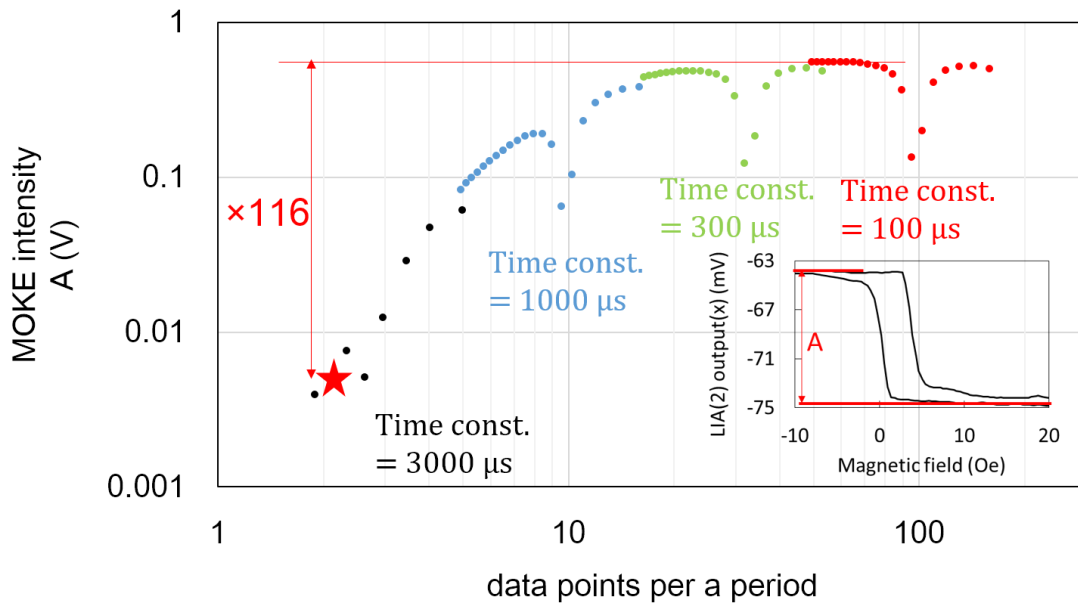 1
0.1
0.01
0.001
MOKE intensity
A (V)
×116
Time const.
= 3000 μs
Time const.
= 1000 μs
Time const.
= 300 μs
Time const.
= 100 μs
-63
-67
-71
-75
LIA(2) output(x) (mV)
A
-10
0
10
20
Magnetic field (Oe)
1
10
100
data points per a period